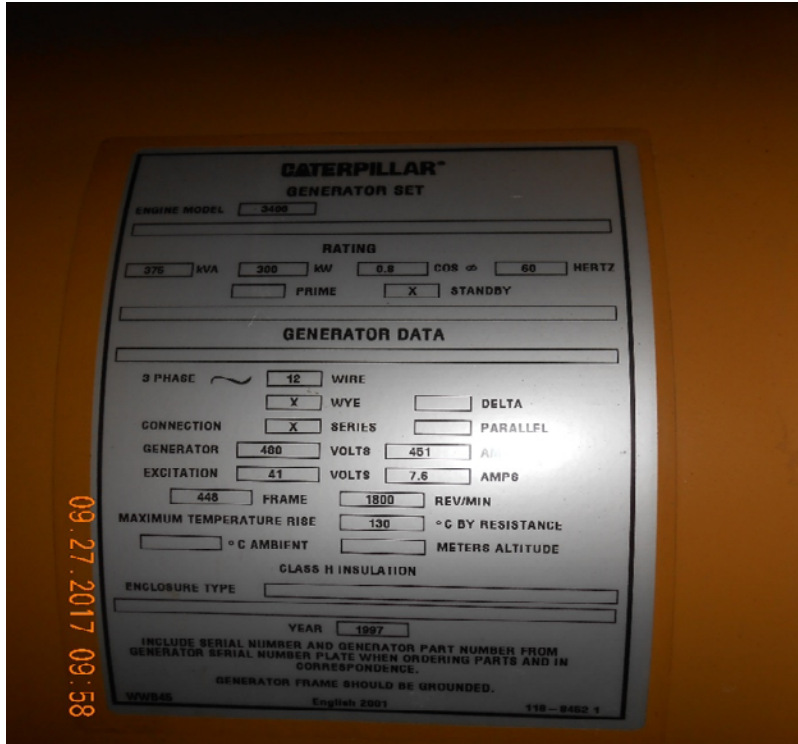 CATERPILLAR
GENERATOR SET
ENGINE MODEL 3406
RATING
375 kVA 300 kW 0.8 COS ∞ 60 HERTZ
PRIME X STANDBY
GENERATOR DATA
3 PHASE 12 WIRE
X WYE DELTA
CONNECTION X SERIES PARALLEL
GENERATOR 480 VOLTS 451
EXCITATION 41 VOLTS 7.6 AMPS
448 FRAME 1800 REV/MIN
MAXIMUM TEMPERATURE RISE 130 °C BY RESISTANCE
°C AMBIENT METERS ALTITUDE
CLASS H INSULATION
ENCLOSURE TYPE
YEAR 1997
INCLUDE SERIAL NUMBER AND GENERATOR PART NUMBER FROM
GENERATOR SERIAL NUMBER PLATE WHEN ORDERING PARTS AND IN
CORRESPONDENCE.
GENERATOR FRAME SHOULD BE GROUNDED.
English 2001
09.27.2017 09:58